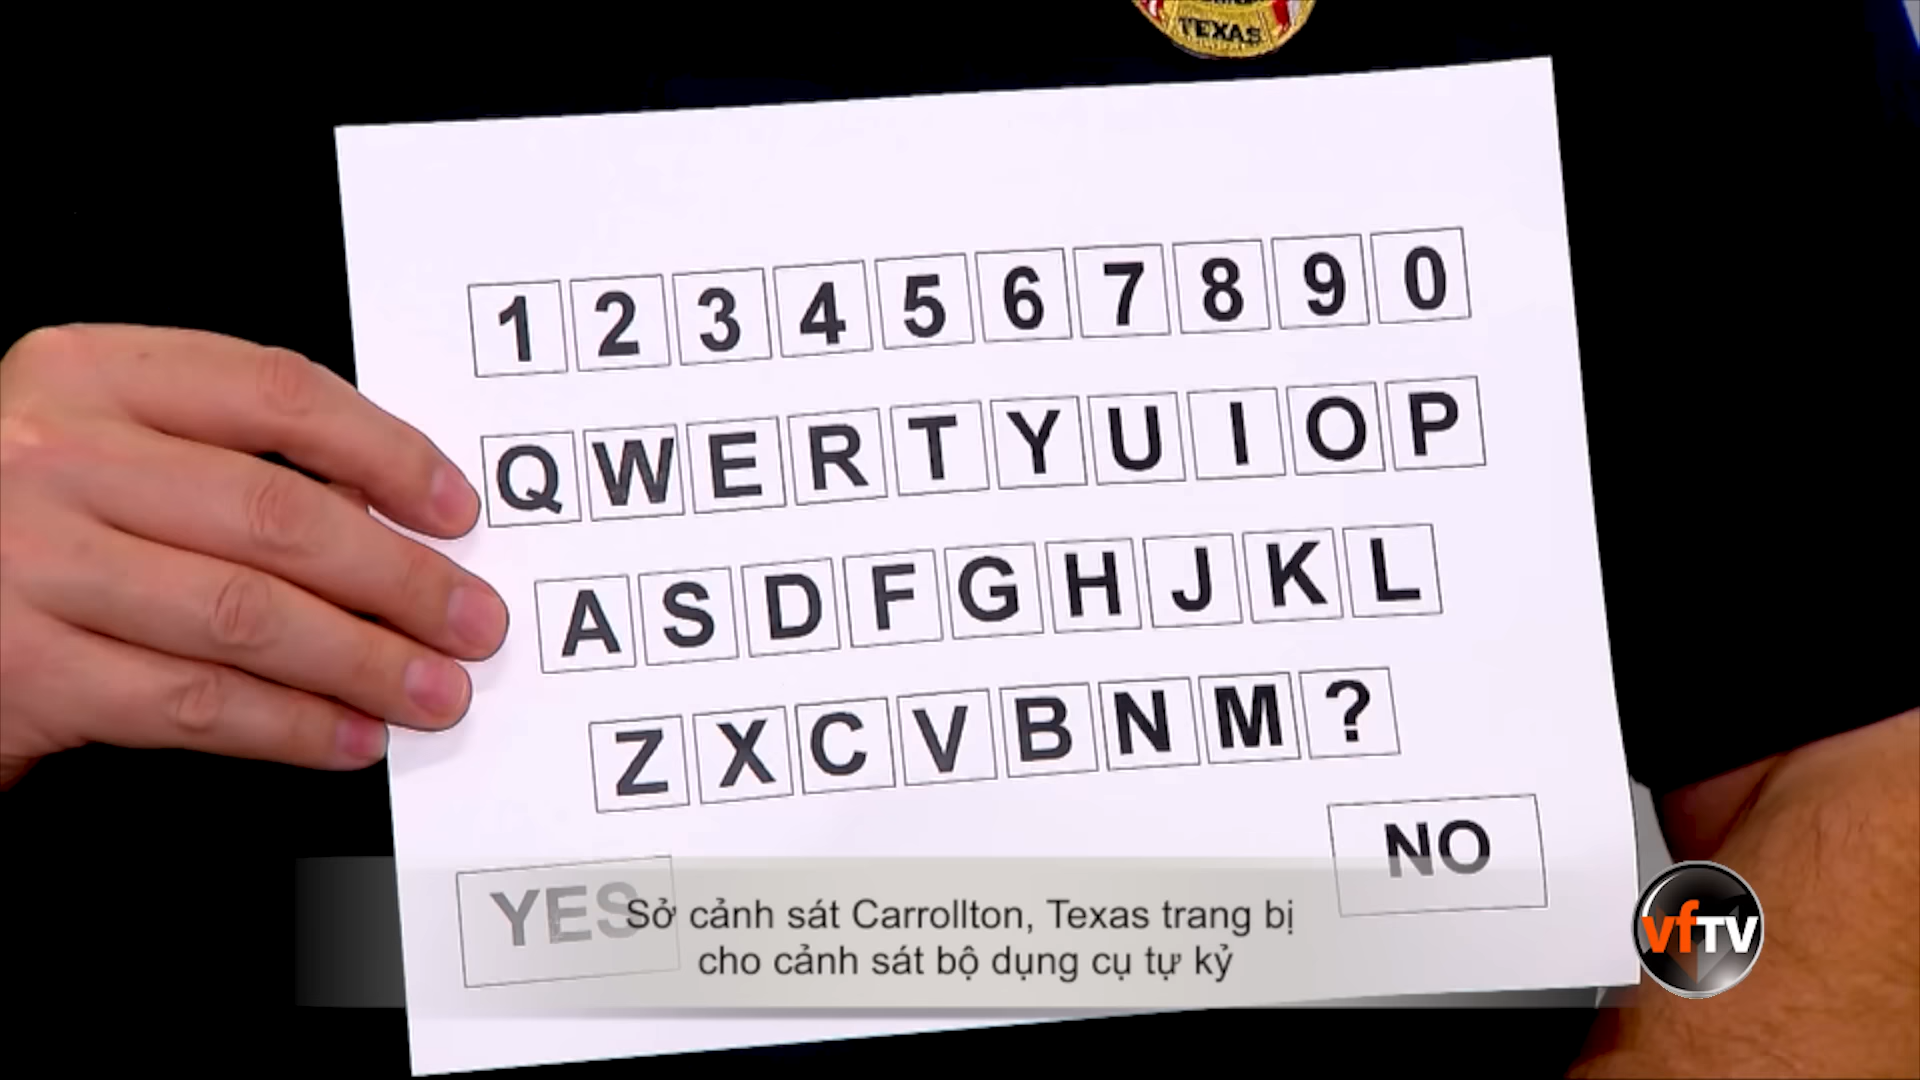 TEXAS
1 2 3 4 5 6 7 8 9 0
Q W E R T Y U I O P
A S D F G H J K L
Z X C V B N M ?
YES NO
Sở cảnh sát Carrollton, Texas trang bị
cho cảnh sát bộ dụng cụ tự kỷ
vfTV